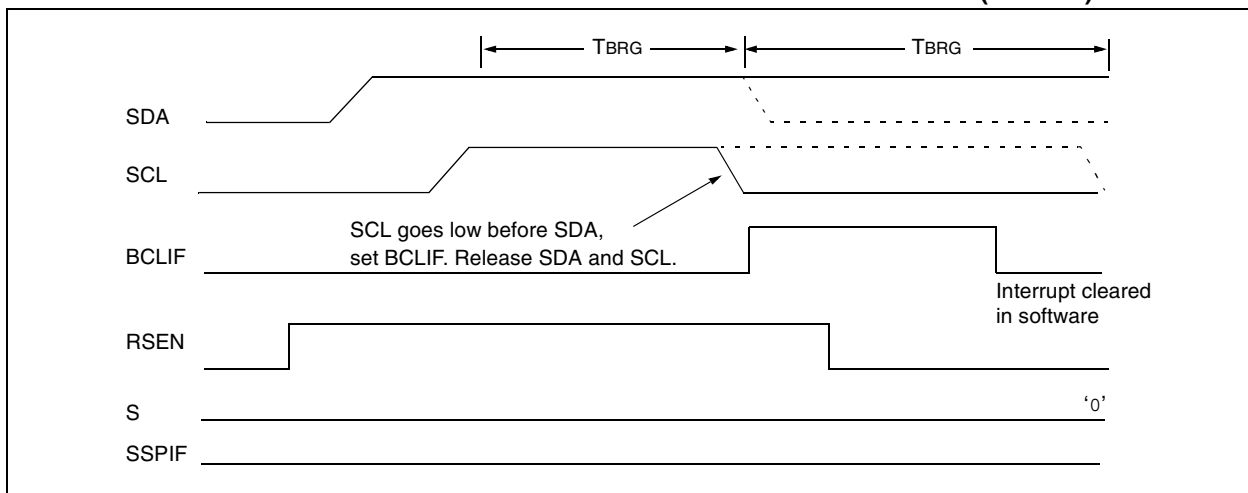 TBRG TBRG
SDA
SCL
SCL goes low before SDA,
set BCLIF. Release SDA and SCL.
BCLIF
Interrupt cleared
in software
RSEN
S
‘0’
SSPIF